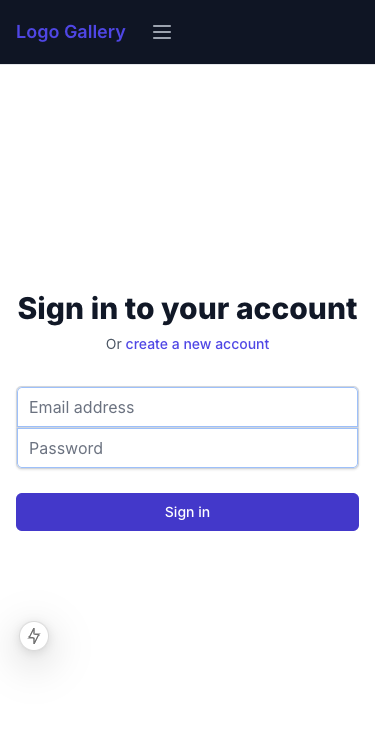 Logo Gallery
Sign in to your account
Or create a new account
Email address
Password
Sign in